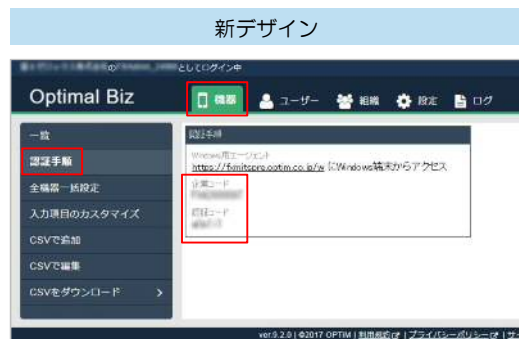 新デザイン
としてログイン中
Optimal Biz
機器
ユーザー
組織
設定
ログ
一覧
認証手順
全機器一括設定
入力項目のカスタマイズ
CSVで追加
CSVで編集
CSVをダウンロード
認証手順
Windows用エージェント
にWindows端末からアクセス
企業コード
認証コード
ver.9.2.0 | ©2017 OPTIM | 利用規約 | プライバシーポリシー | サー